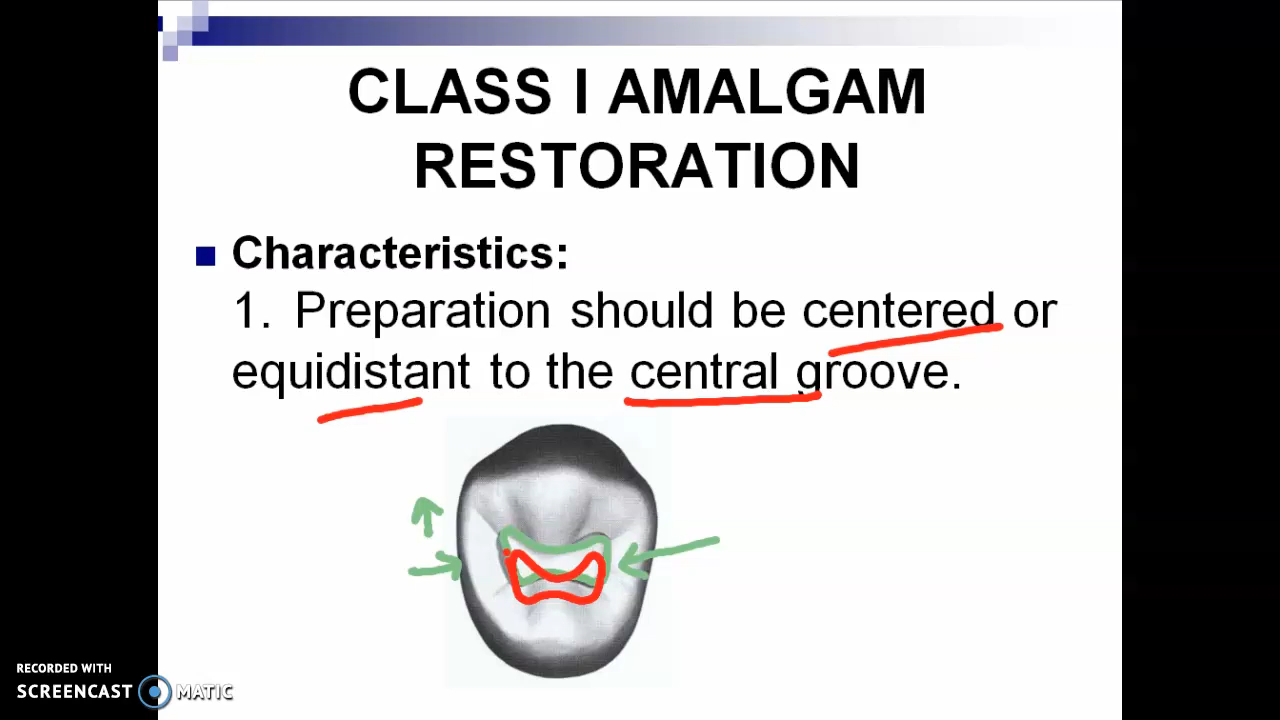 CLASS I AMALGAM
RESTORATION
Characteristics:
1. Preparation should be centered or
equidistant to the central groove.
RECORDED WITH
SCREENCAST MATIC